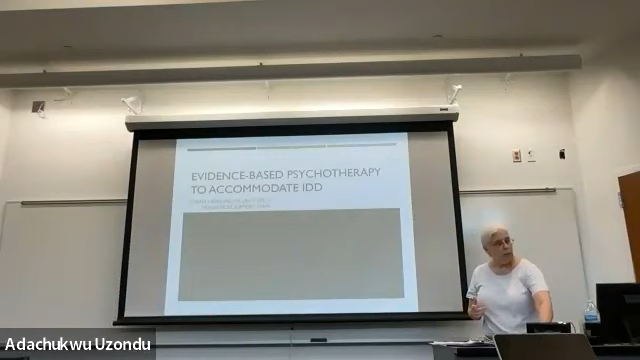 EVIDENCE-BASED PSYCHOTHERAPY
TO ACCOMMODATE IDD
Adachukwu Uzondu